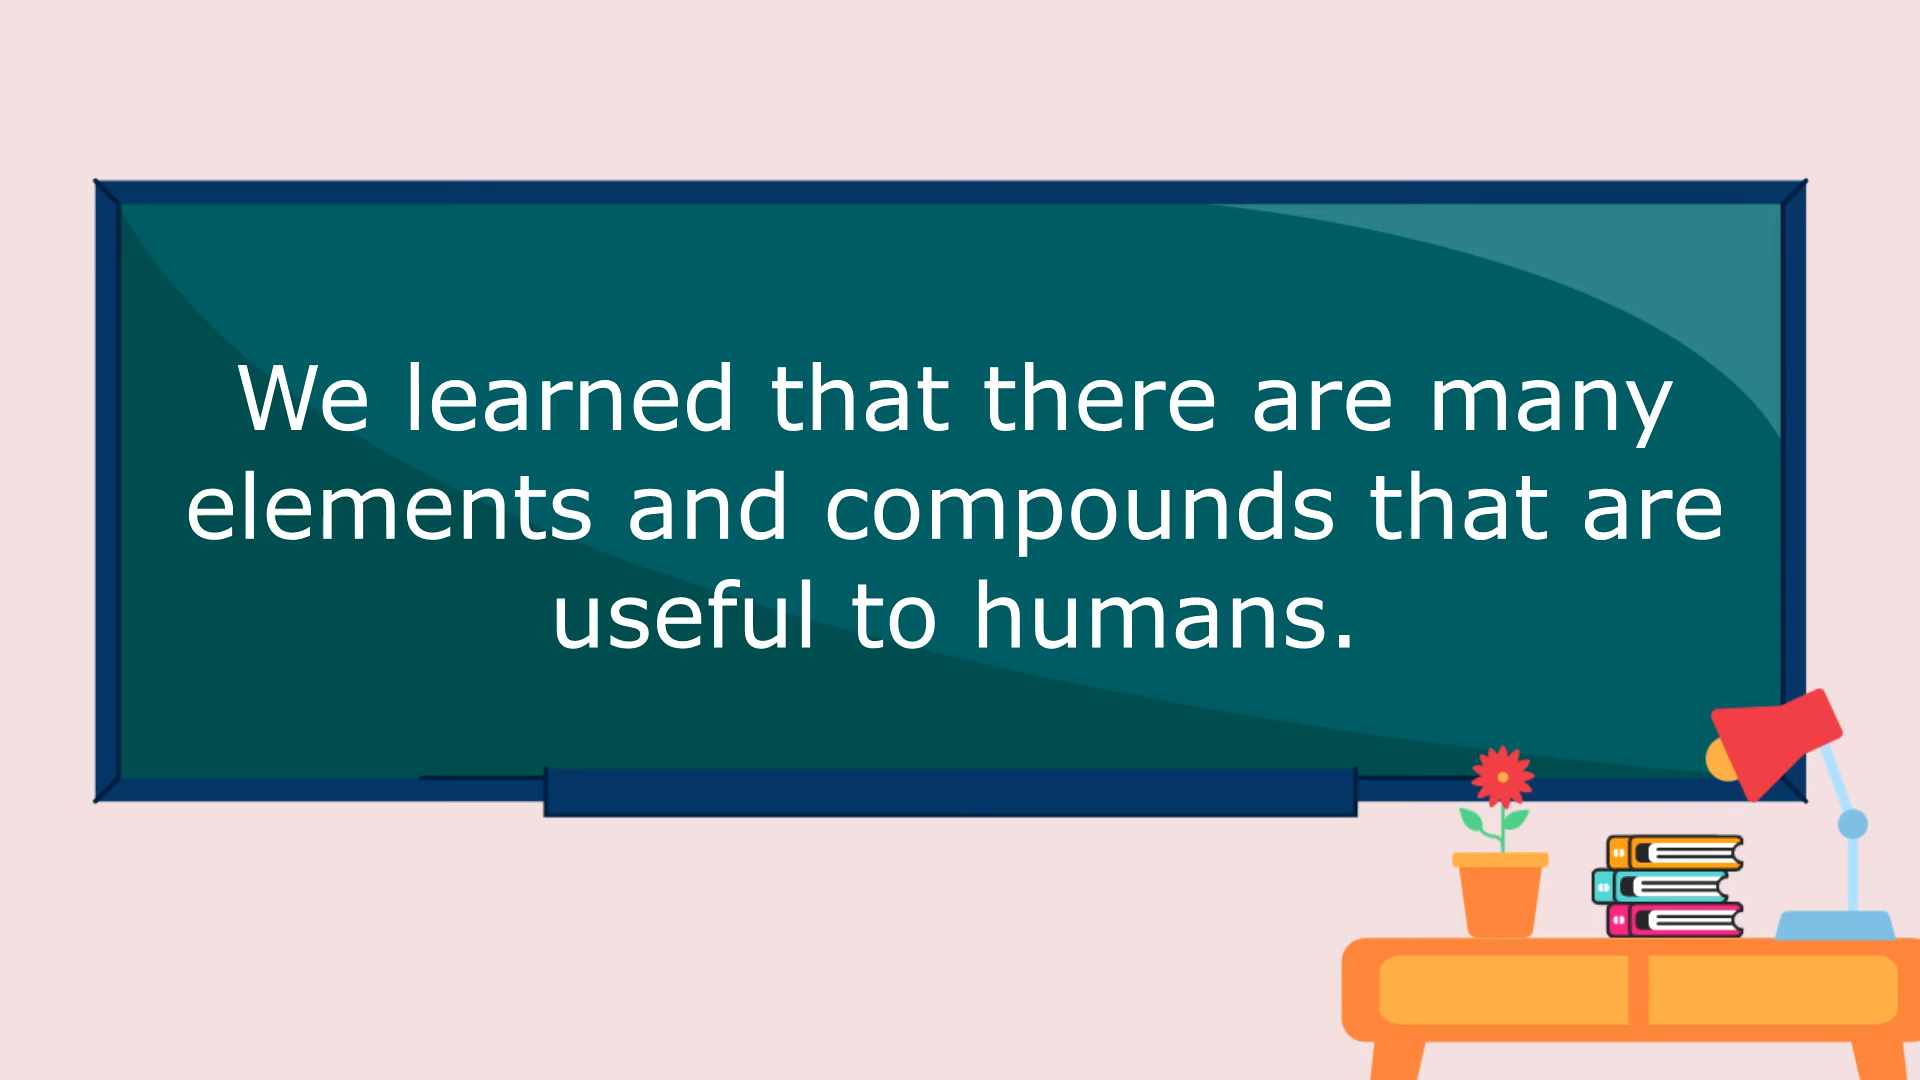 We learned that there are many
elements and compounds that are
useful to humans.